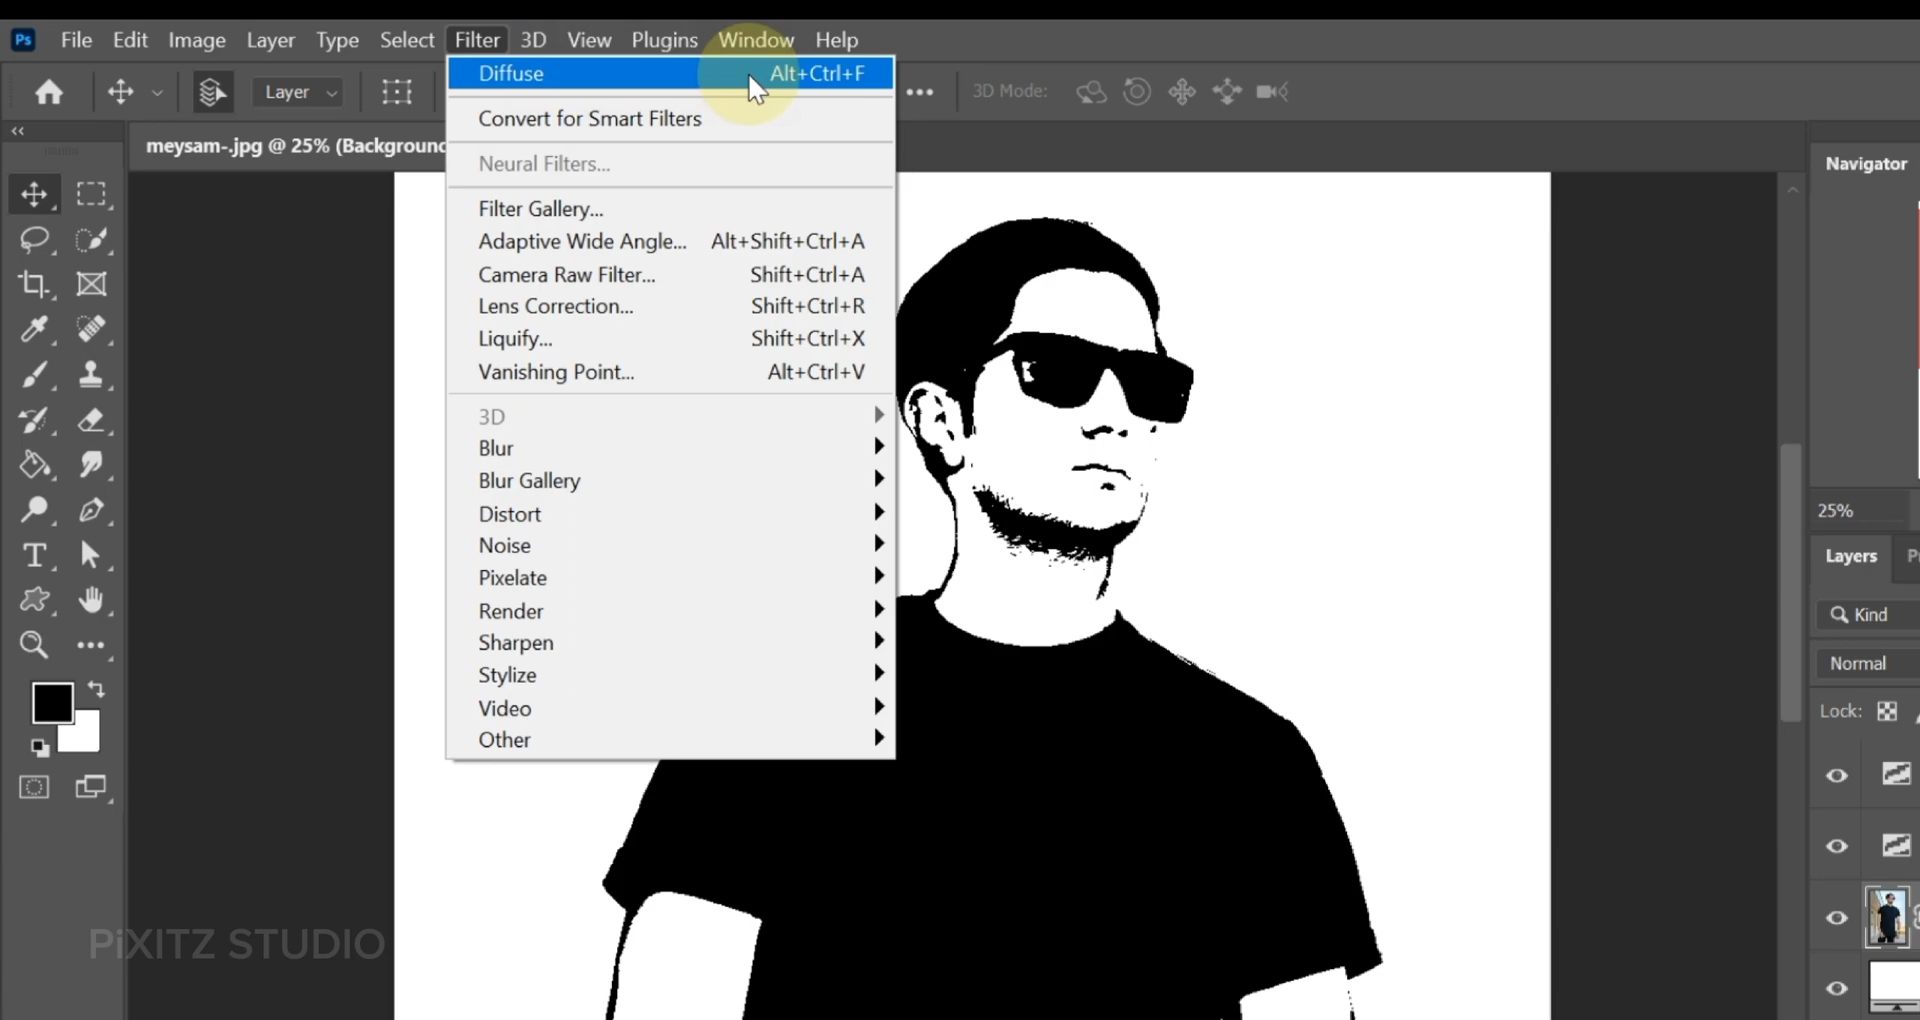 Ps File Edit Image Layer Type Select Filter 3D View Plugins Window Help
Layer
3D Mode:
meysam-.jpg @ 25% (Background
Diffuse Alt+Ctrl+F
Convert for Smart Filters
Neural Filters...
Filter Gallery...
Adaptive Wide Angle... Alt+Shift+Ctrl+A
Camera Raw Filter... Shift+Ctrl+A
Lens Correction... Shift+Ctrl+R
Liquify... Shift+Ctrl+X
Vanishing Point... Alt+Ctrl+V
3D
Blur
Blur Gallery
Distort
Noise
Pixelate
Render
Sharpen
Stylize
Video
Other
Navigator
25%
Layers
Kind
Normal
Lock:
PiXITZ STUDIO